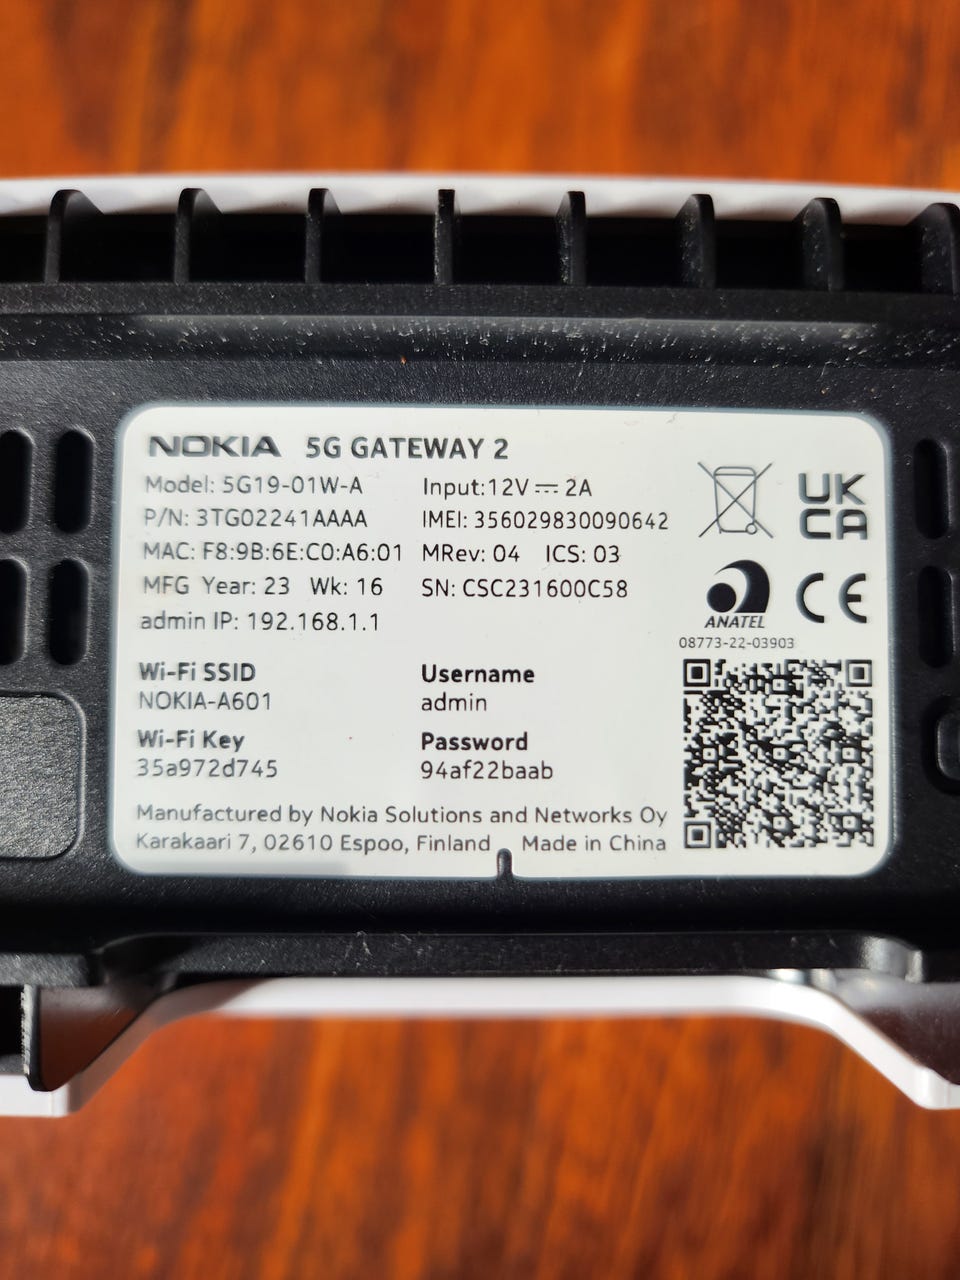 NOKIA 5G GATEWAY 2
Model: 5G19-01W-A Input:12V⎓2A
P/N: 3TG02241AAAA IMEI: 356029830090642
MAC: F8:9B:6E:C0:A6:01 MRev: 04 ICS: 03
MFG Year: 23 Wk: 16 SN: CSC231600C58
admin IP: 192.168.1.1
UK
CA
CE
ANATEL
08773-22-03903
Wi-Fi SSID
NOKIA-A601
Username
admin
Wi-Fi Key
35a972d745
Password
94af22baab
Manufactured by Nokia Solutions and Networks Oy
Karakaari 7, 02610 Espoo, Finland Made in China